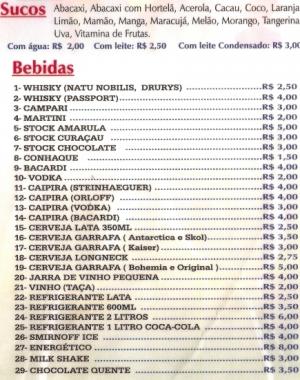 Sucos Abacaxi, Abacaxi com Hortelã, Acerola, Cacau, Coco, Laranja
Limão, Mamão, Manga, Maracujá, Melão, Morango, Tangerina
Uva, Vitamina de Frutas.
Com água: R$ 2,00 Com leite: R$ 2,50 Com leite Condensado: R$ 3,00
Bebidas
1- WHISKY (NATU NOBILIS, DRURYS) R$ 2,50
2- WHISKY (PASSPORT) R$ 4,00
3- CAMPARI R$ 3,00
4- MARTINI R$ 2,00
5- STOCK AMARULA R$ 5,00
6- STOCK CURAÇAU R$ 3,00
7- STOCK CHOCOLATE R$ 3,00
8- CONHAQUE R$ 1,50
9- BACARDI R$ 4,00
10- VODKA R$ 2,00
11- CAIPIRA (STEINHAEGUER) R$ 4,00
12- CAIPIRA (ORLOFF) R$ 4,00
13- CAIPIRA (VODKA) R$ 3,00
14- CAIPIRA (BACARDI) R$ 4,00
15- CERVEJA LATA 350ML R$ 2,50
16- CERVEJA GARRAFA ( Antarctica e Skol) R$ 3,50
17- CERVEJA GARRAFA ( Kaiser) R$ 3,00
18- CERVEJA LONGNECK R$ 2,75
19- CERVEJA GARRAFA ( Bohemia e Original ) R$ 5,00
20- JARRA DE VINHO PEQUENA R$ 4,00
21- VINHO (TAÇA) R$ 2,00
22- REFRIGERANTE LATA R$ 2,50
23- REFRIGERANTE 600ML R$ 3,50
24- REFRIGERANTE 2 LITROS R$ 6,00
25- REFRIGERANTE 1 LITRO COCA-COLA R$ 4,00
26- SMIRNOFF ICE R$ 4,00
27- ENERGÉTICO R$ 8,00
28- MILK SHAKE R$ 3,00
29- CHOCOLATE QUENTE R$ 3,50